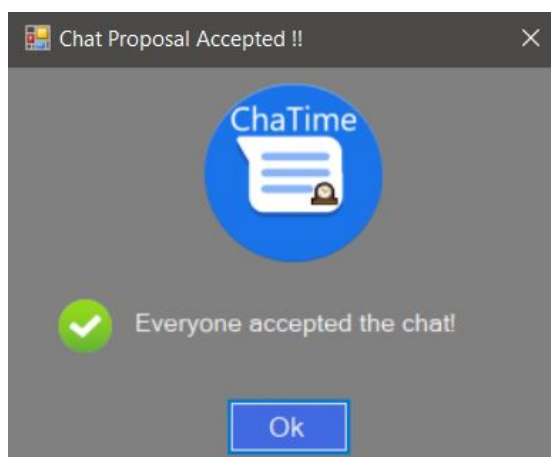 Chat Proposal Accepted !!
ChaTime
Everyone accepted the chat!
Ok